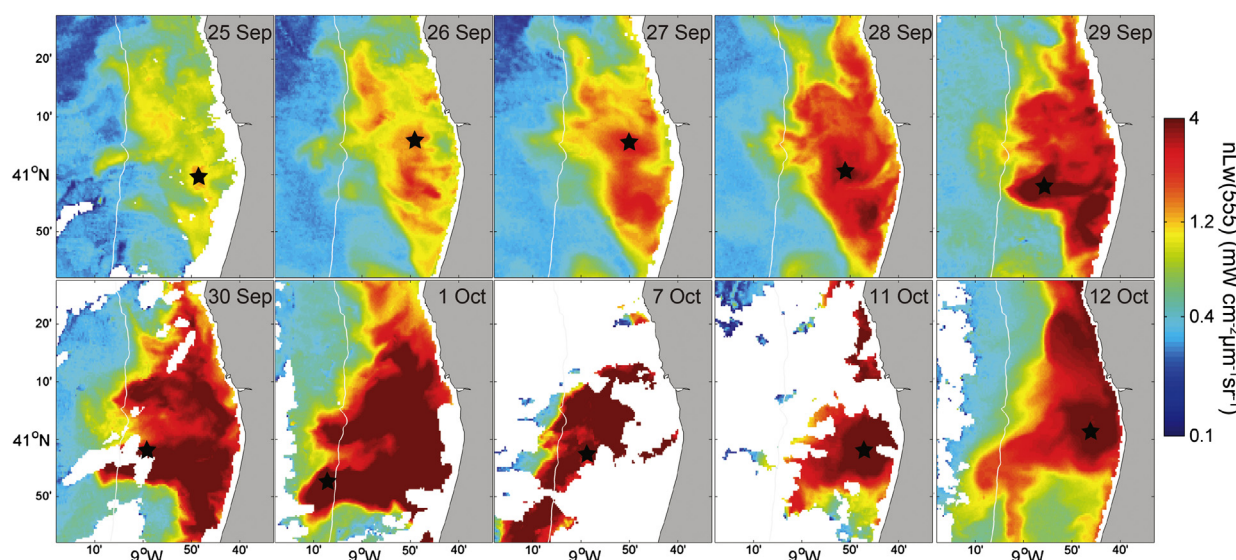 25 Sep
26 Sep
27 Sep
28 Sep
29 Sep
20'
10'
41°N
50'
30 Sep
1 Oct
7 Oct
11 Oct
12 Oct
20'
10'
41°N
50'
10' 9°W 50' 40'
10' 9°W 50' 40'
10' 9°W 50' 40'
10' 9°W 50' 40'
10' 9°W 50' 40'
4
1.2
0.4
0.1
nLw(555) (mW cm⁻²μm⁻¹sr⁻¹)